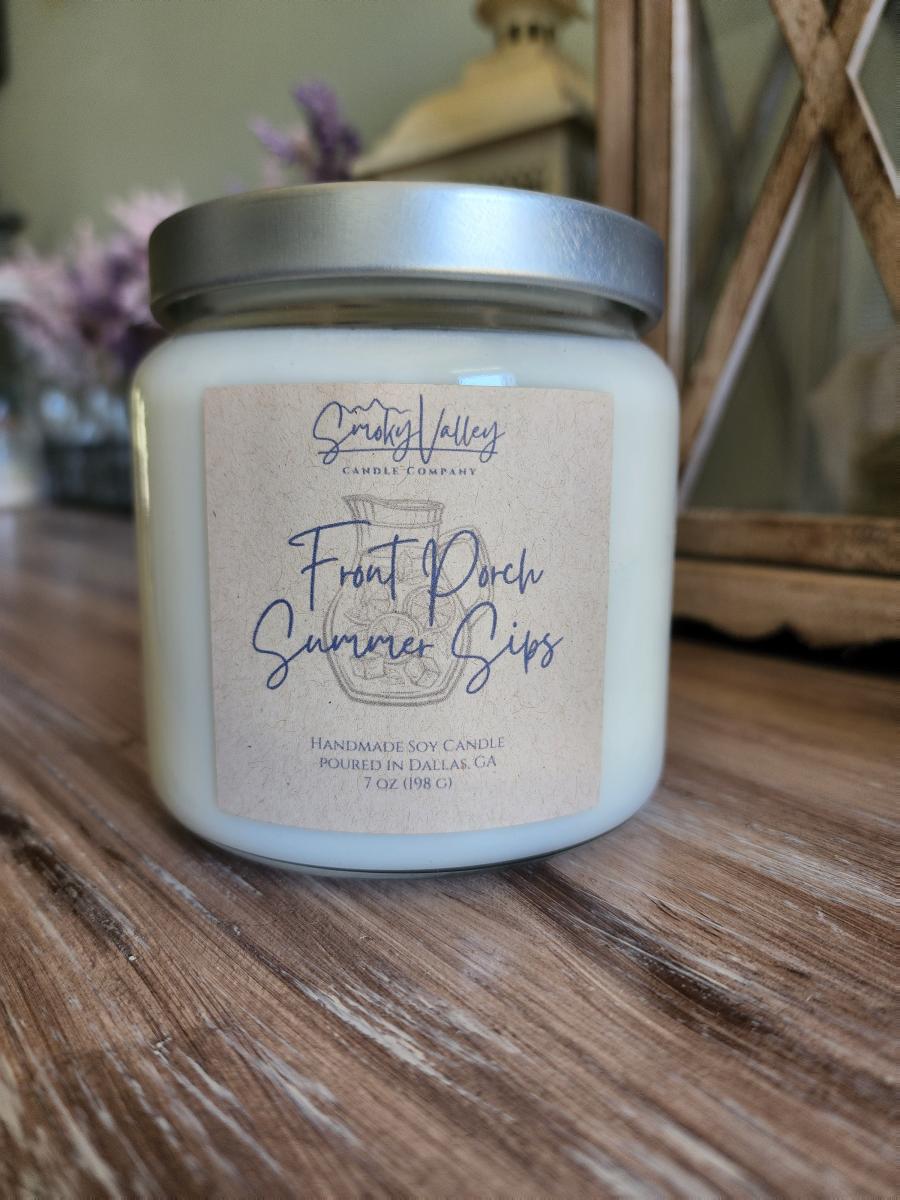 Smoky Valley
CANDLE COMPANY
Front Porch
Summer Sips
HANDMADE SOY CANDLE
POURED IN DALLAS, GA
7 OZ (198 G)